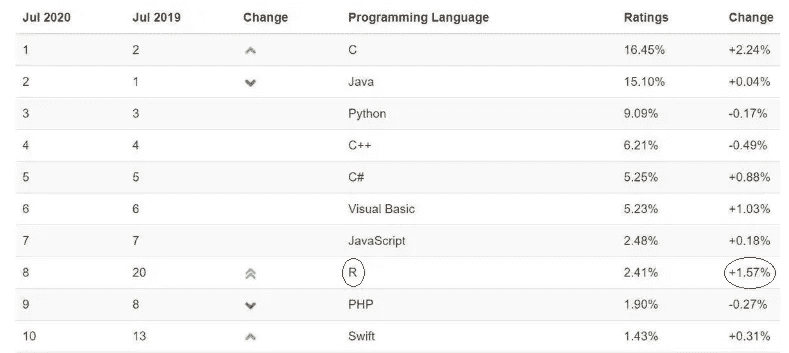 Jul 2020 Jul 2019 Change Programming Language Ratings Change
1 2 C 16.45% +2.24%
2 1 Java 15.10% +0.04%
3 3 Python 9.09% -0.17%
4 4 C++ 6.21% -0.49%
5 5 C# 5.25% +0.88%
6 6 Visual Basic 5.23% +1.03%
7 7 JavaScript 2.48% +0.18%
8 20 R 2.41% +1.57%
9 8 PHP 1.90% -0.27%
10 13 Swift 1.43% +0.31%